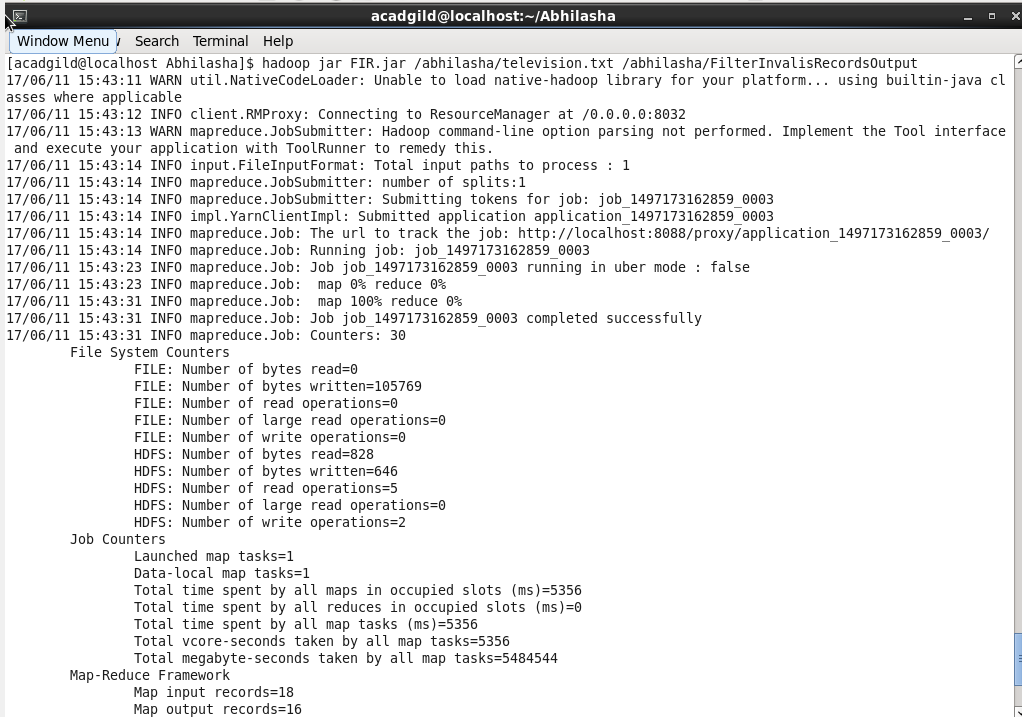 acadgild@localhost:~/Abhilasha
Window Menu Search Terminal Help
[acadgild@localhost Abhilasha]$ hadoop jar FIR.jar /abhilasha/television.txt /abhilasha/FilterInvalisRecordsOutput
17/06/11 15:43:11 WARN util.NativeCodeLoader: Unable to load native-hadoop library for your platform... using builtin-java cl
asses where applicable
17/06/11 15:43:12 INFO client.RMProxy: Connecting to ResourceManager at /0.0.0.0:8032
17/06/11 15:43:13 WARN mapreduce.JobSubmitter: Hadoop command-line option parsing not performed. Implement the Tool interface
 and execute your application with ToolRunner to remedy this.
17/06/11 15:43:14 INFO input.FileInputFormat: Total input paths to process : 1
17/06/11 15:43:14 INFO mapreduce.JobSubmitter: number of splits:1
17/06/11 15:43:14 INFO mapreduce.JobSubmitter: Submitting tokens for job: job_1497173162859_0003
17/06/11 15:43:14 INFO impl.YarnClientImpl: Submitted application application_1497173162859_0003
17/06/11 15:43:14 INFO mapreduce.Job: The url to track the job: http://localhost:8088/proxy/application_1497173162859_0003/
17/06/11 15:43:14 INFO mapreduce.Job: Running job: job_1497173162859_0003
17/06/11 15:43:23 INFO mapreduce.Job: Job job_1497173162859_0003 running in uber mode : false
17/06/11 15:43:23 INFO mapreduce.Job:  map 0% reduce 0%
17/06/11 15:43:31 INFO mapreduce.Job:  map 100% reduce 0%
17/06/11 15:43:31 INFO mapreduce.Job: Job job_1497173162859_0003 completed successfully
17/06/11 15:43:31 INFO mapreduce.Job: Counters: 30
File System Counters
FILE: Number of bytes read=0
FILE: Number of bytes written=105769
FILE: Number of read operations=0
FILE: Number of large read operations=0
FILE: Number of write operations=0
HDFS: Number of bytes read=828
HDFS: Number of bytes written=646
HDFS: Number of read operations=5
HDFS: Number of large read operations=0
HDFS: Number of write operations=2
Job Counters
Launched map tasks=1
Data-local map tasks=1
Total time spent by all maps in occupied slots (ms)=5356
Total time spent by all reduces in occupied slots (ms)=0
Total time spent by all map tasks (ms)=5356
Total vcore-seconds taken by all map tasks=5356
Total megabyte-seconds taken by all map tasks=5484544
Map-Reduce Framework
Map input records=18
Map output records=16